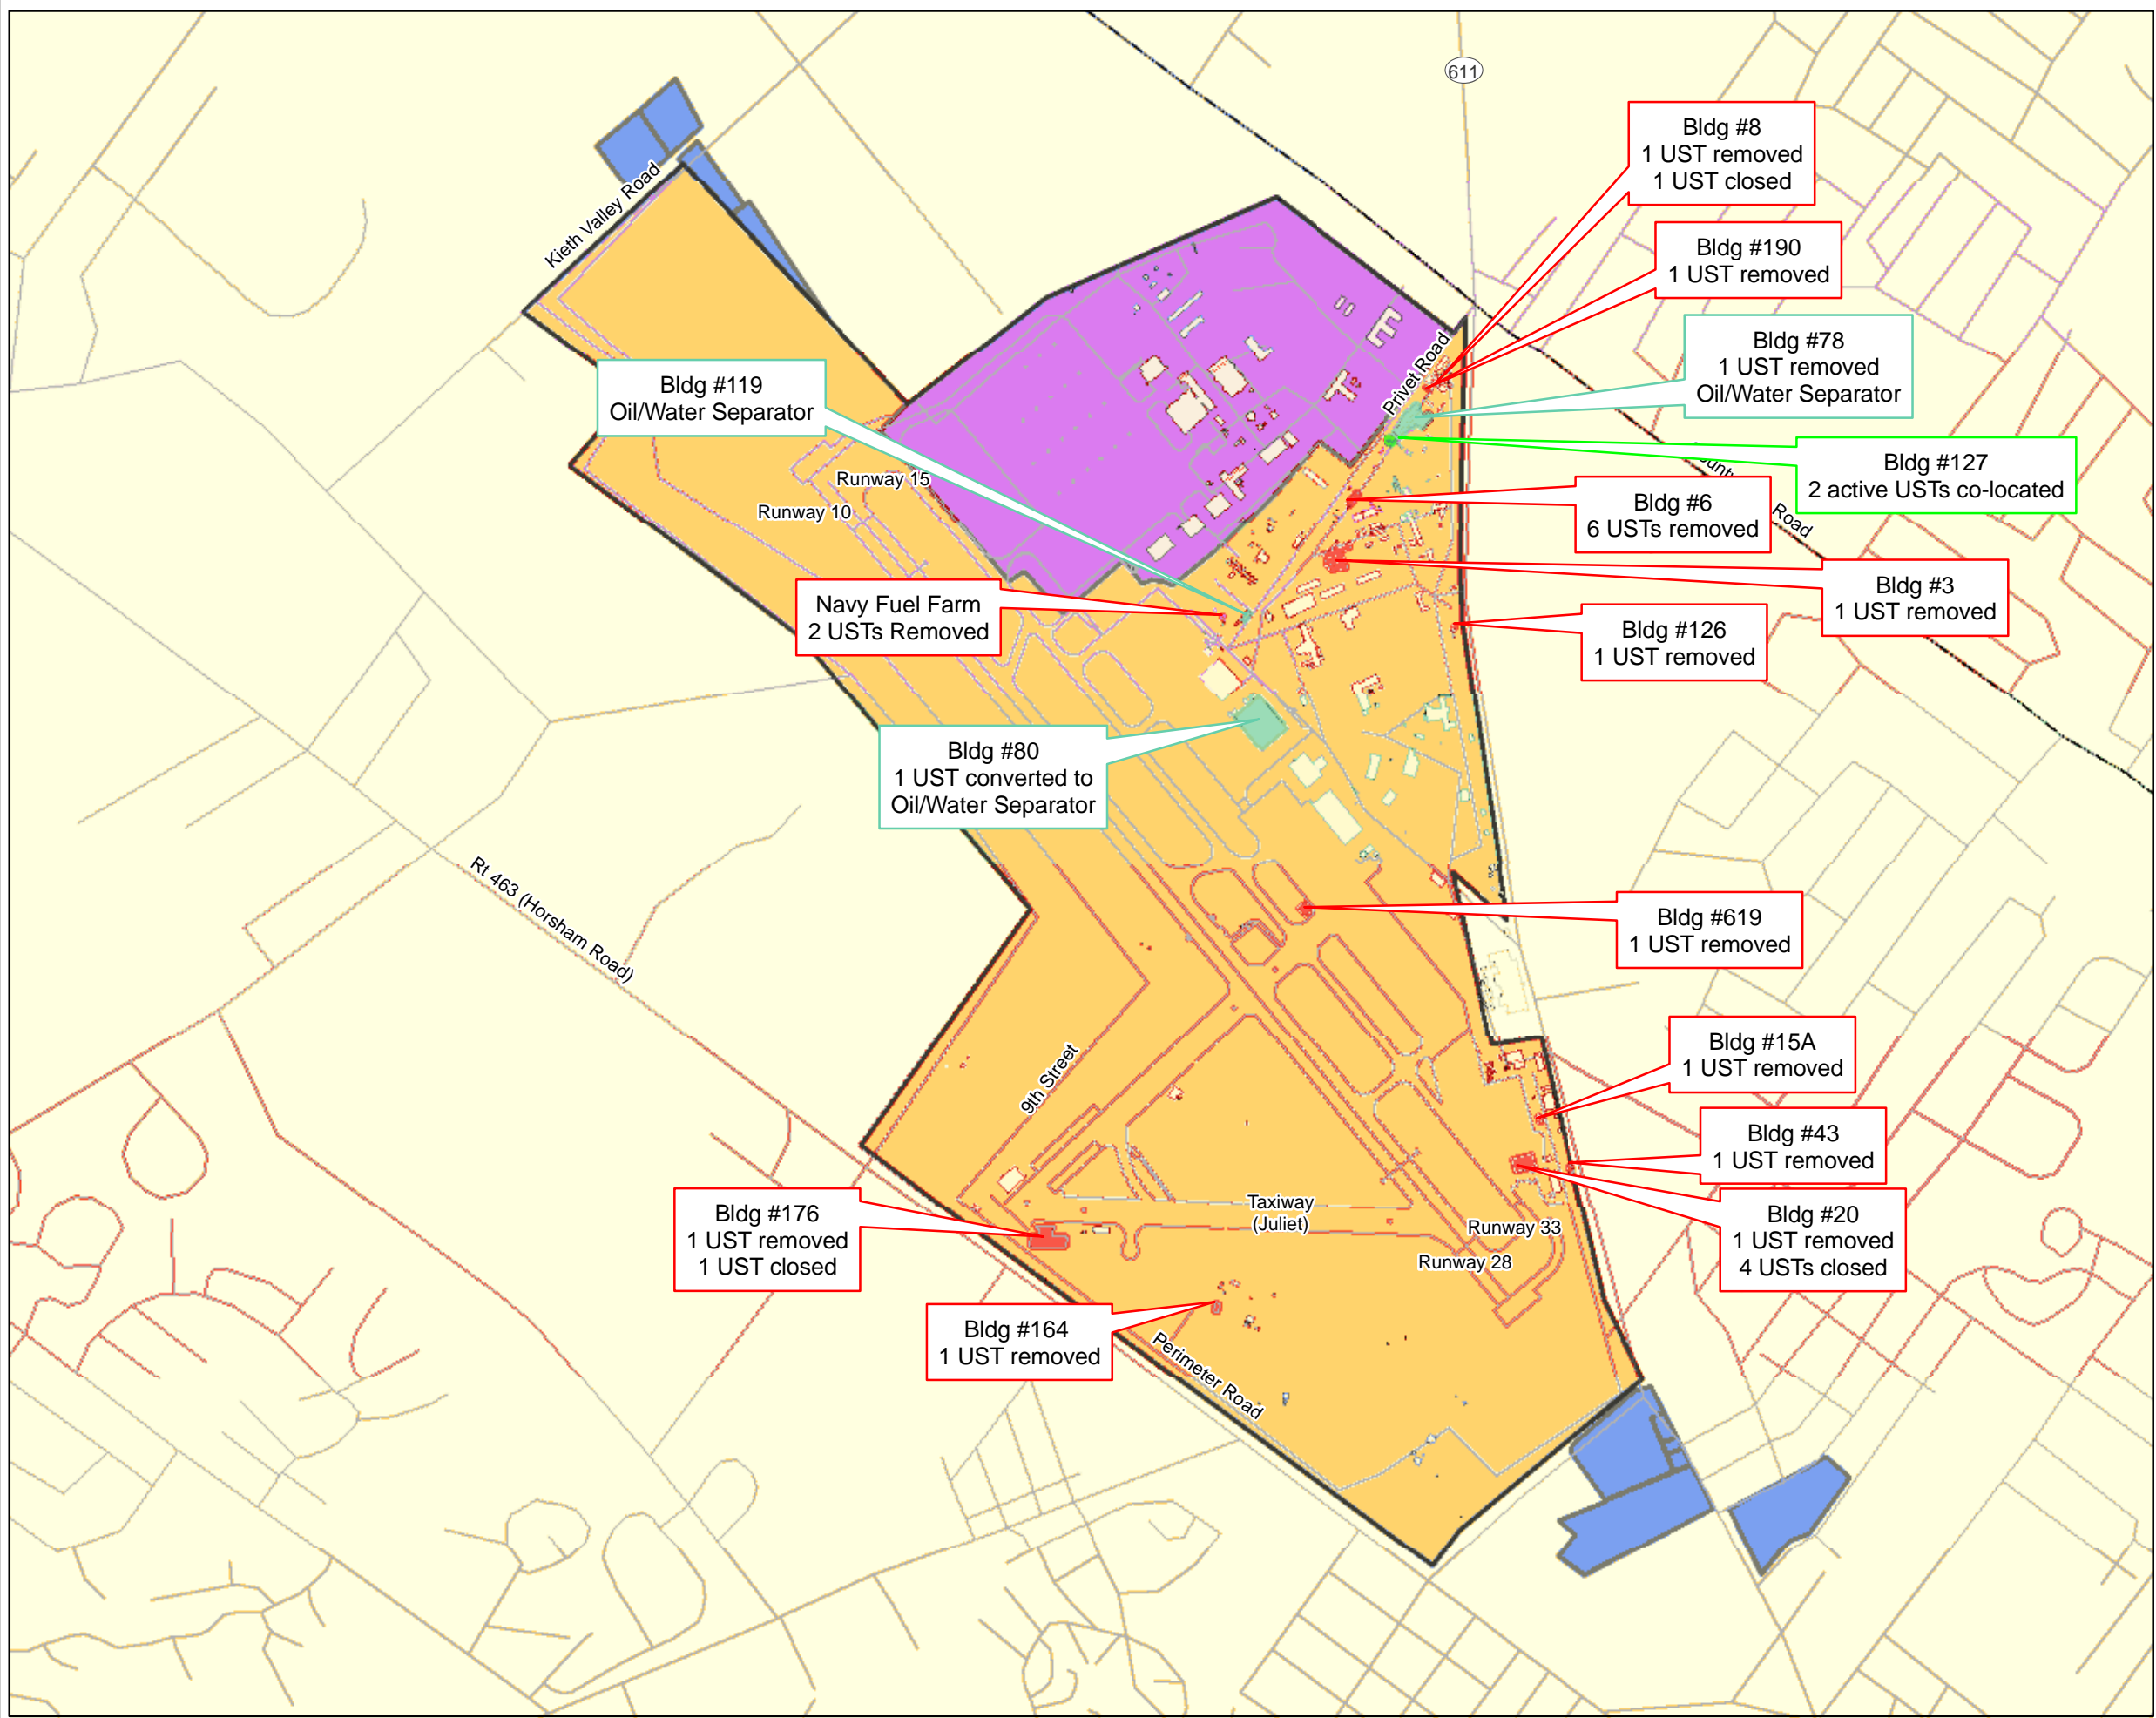 611
Bldg #8
1 UST removed
1 UST closed
Kieth Valley Road
Bldg #190
1 UST removed
Bldg #78
1 UST removed
Oil/Water Separator
Privet Road
Bldg #119
Oil/Water Separator
Bldg #127
2 active USTs co-located
Road
Runway 15
Runway 10
Bldg #6
6 USTs removed
Bldg #3
1 UST removed
Navy Fuel Farm
2 USTs Removed
Bldg #126
1 UST removed
Bldg #80
1 UST converted to
Oil/Water Separator
Rt 463 (Horsham Road)
Bldg #619
1 UST removed
Bldg #15A
1 UST removed
9th Street
Bldg #43
1 UST removed
Bldg #176
1 UST removed
1 UST closed
Taxiway
(Juliet)
Bldg #20
1 UST removed
4 USTs closed
Runway 33
Runway 28
Bldg #164
1 UST removed
Perimeter Road